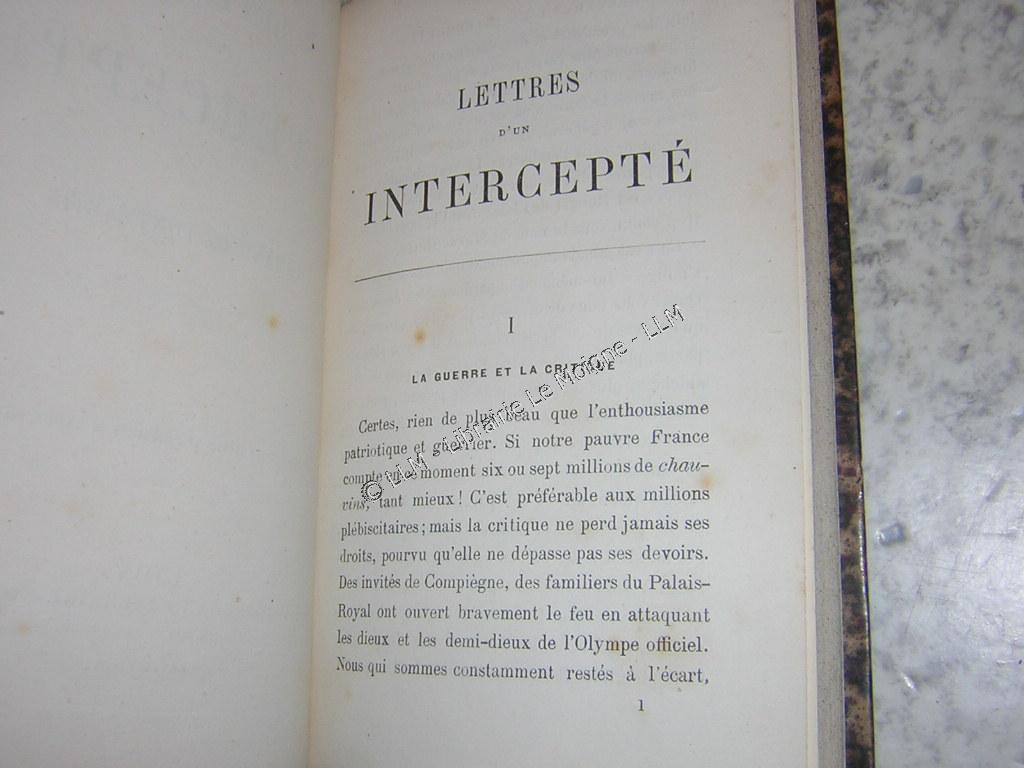 LETTRES
D'UN
INTERCEPTÉ
I
LA GUERRE ET LA CRITIQUE
Certes, rien de plus beau que l'enthousiasme
patriotique et guerrier. Si notre pauvre France
compte en ce moment six ou sept millions de chau-
vins, tant mieux ! C'est préférable aux millions
plébiscitaires ; mais la critique ne perd jamais ses
droits, pourvu qu'elle ne dépasse pas ses devoirs.
Des invités de Compiègne, des familiers du Palais-
Royal ont ouvert bravement le feu en attaquant
les dieux et les demi-dieux de l'Olympe officiel.
Nous qui sommes constamment restés à l'écart,
1
© LLM - Librairie Le Moigne - LLM